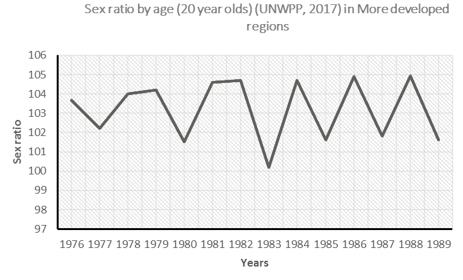 Sex ratio by age (20 year olds) (UNWPP, 2017) in More developed
regions
106
105
104
103
102
101
100
99
98
97
Sex ratio
1976 1977 1978 1979 1980 1981 1982 1983 1984 1985 1986 1987 1988 1989
Years